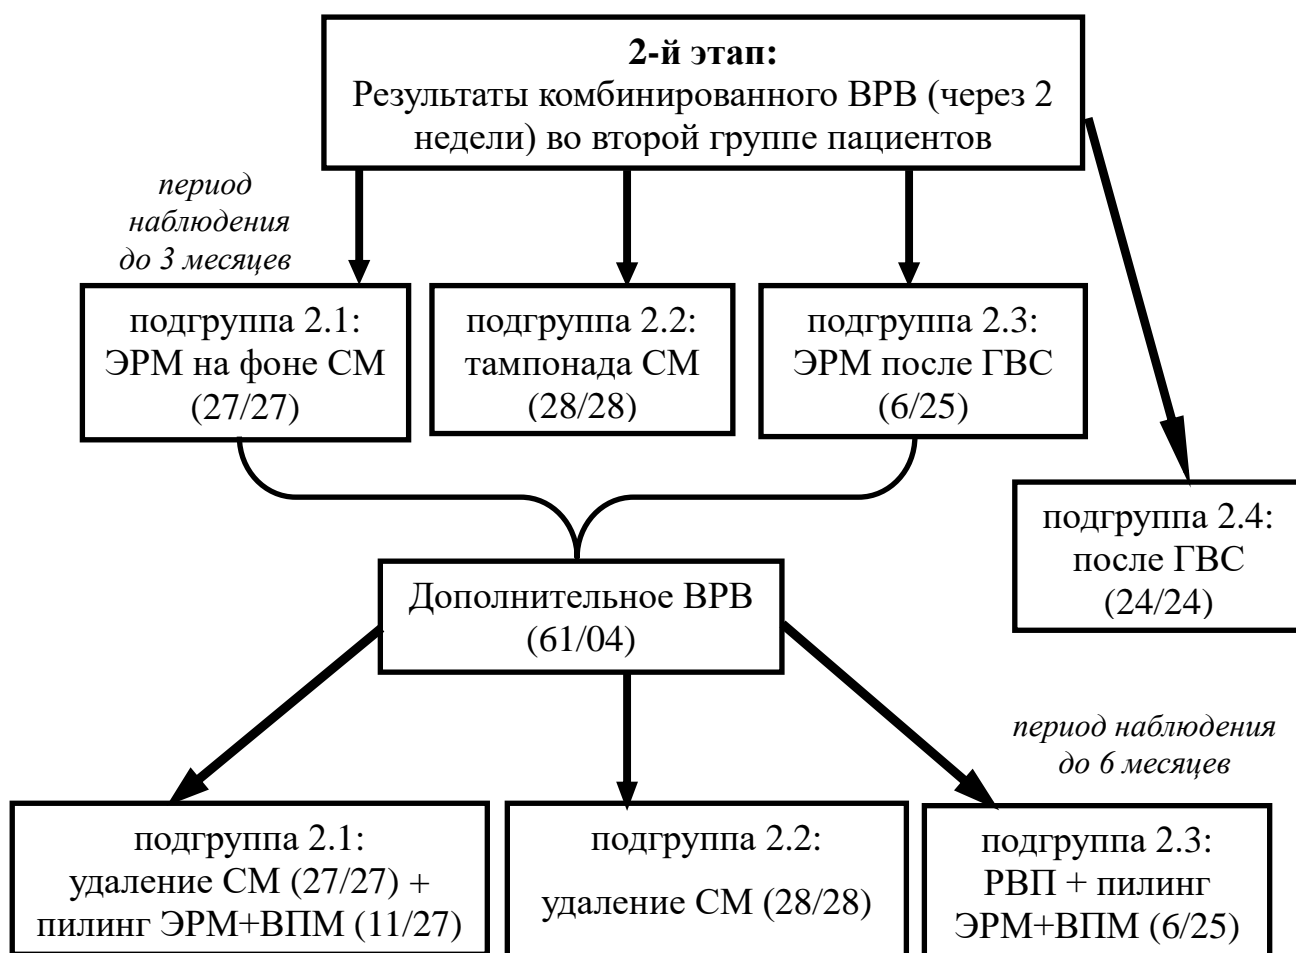 2-й этап:
Результаты комбинированного ВРВ (через 2
недели) во второй группе пациентов
период
наблюдения
до 3 месяцев
подгруппа 2.1:
ЭРМ на фоне СМ
(27/27)
подгруппа 2.2:
тампонада СМ
(28/28)
подгруппа 2.3:
ЭРМ после ГВС
(6/25)
подгруппа 2.4:
после ГВС
(24/24)
Дополнительное ВРВ
(61/04)
период наблюдения
до 6 месяцев
подгруппа 2.1:
удаление СМ (27/27) +
пилинг ЭРМ+ВПМ (11/27)
подгруппа 2.2:
удаление СМ (28/28)
подгруппа 2.3:
РВП + пилинг
ЭРМ+ВПМ (6/25)